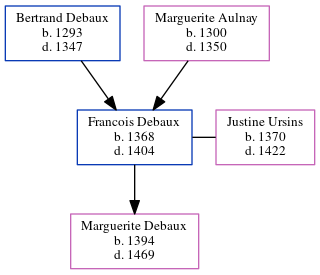 Bertrand Debaux
b. 1293
d. 1347
Marguerite Aulnay
b. 1300
d. 1350
Francois Debaux
b. 1368
d. 1404
Justine Ursins
b. 1370
d. 1422
Marguerite Debaux
b. 1394
d. 1469